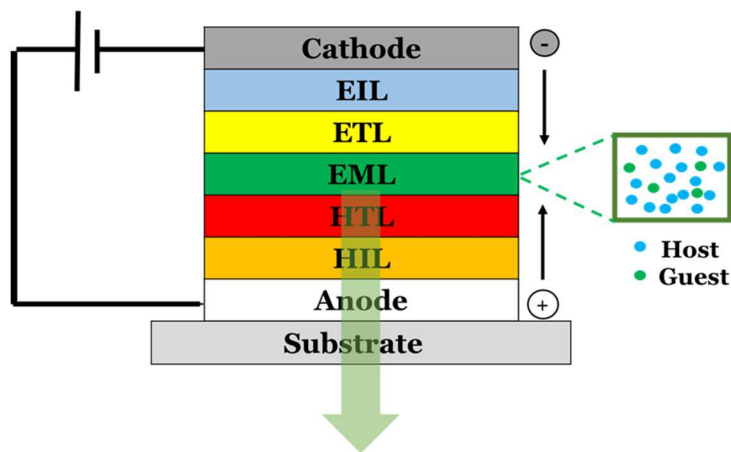 Cathode
-
EIL
ETL
EML
HTL
HIL
Anode
+
Substrate
Host
Guest